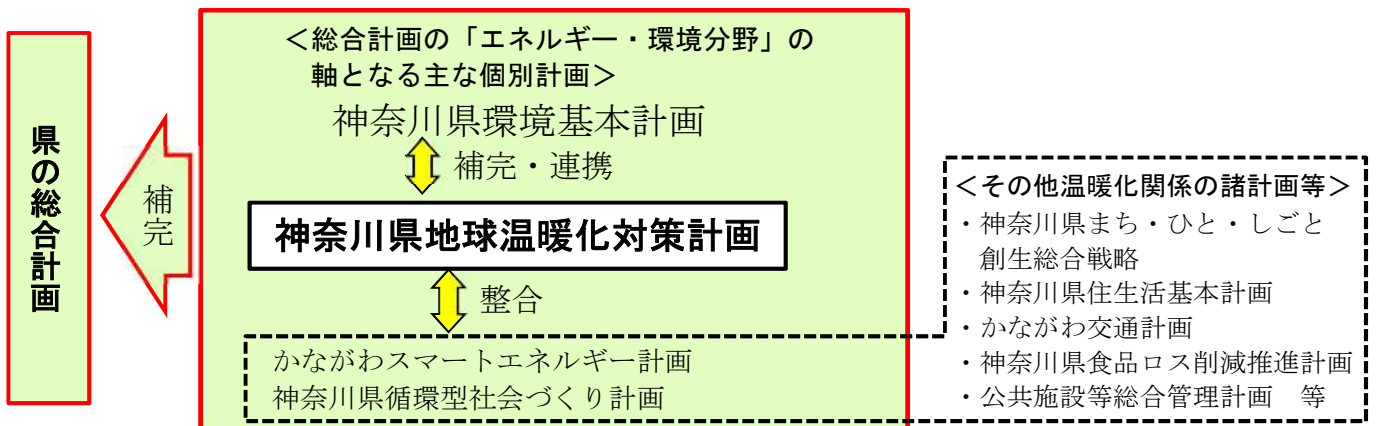 県の総合計画
補完
＜総合計画の「エネルギー・環境分野」の
軸となる主な個別計画＞
神奈川県環境基本計画
補完・連携
神奈川県地球温暖化対策計画
整合
かながわスマートエネルギー計画
神奈川県循環型社会づくり計画
＜その他温暖化関係の諸計画等＞
・神奈川県まち・ひと・しごと
創生総合戦略
・神奈川県住生活基本計画
・かながわ交通計画
・神奈川県食品ロス削減推進計画
・公共施設等総合管理計画　等